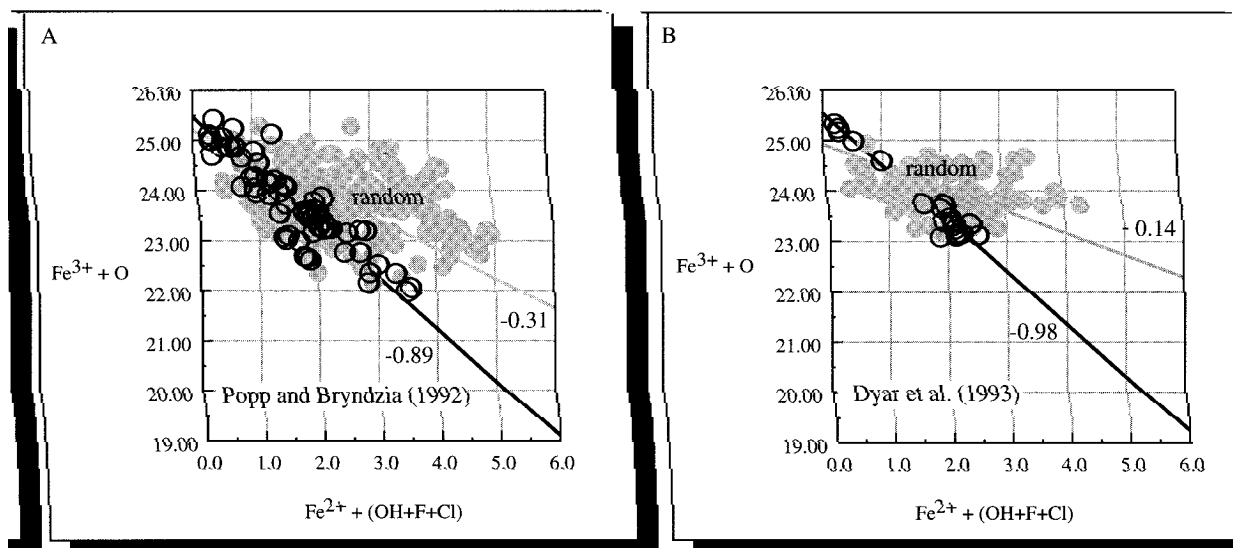 A
26.00
25.00
24.00
23.00
22.00
21.00
20.00
19.00
Fe3+ + O
random
-0.31
-0.89
Popp and Bryndzia (1992)
0.0 1.0 2.0 3.0 4.0 5.0 6.0
Fe2+ + (OH+F+Cl)
B
26.00
25.00
24.00
23.00
22.00
21.00
20.00
19.00
Fe3+ + O
random
- 0.14
-0.98
Dyar et al. (1993)
0.0 1.0 2.0 3.0 4.0 5.0 6.0
Fe2+ + (OH+F+Cl)